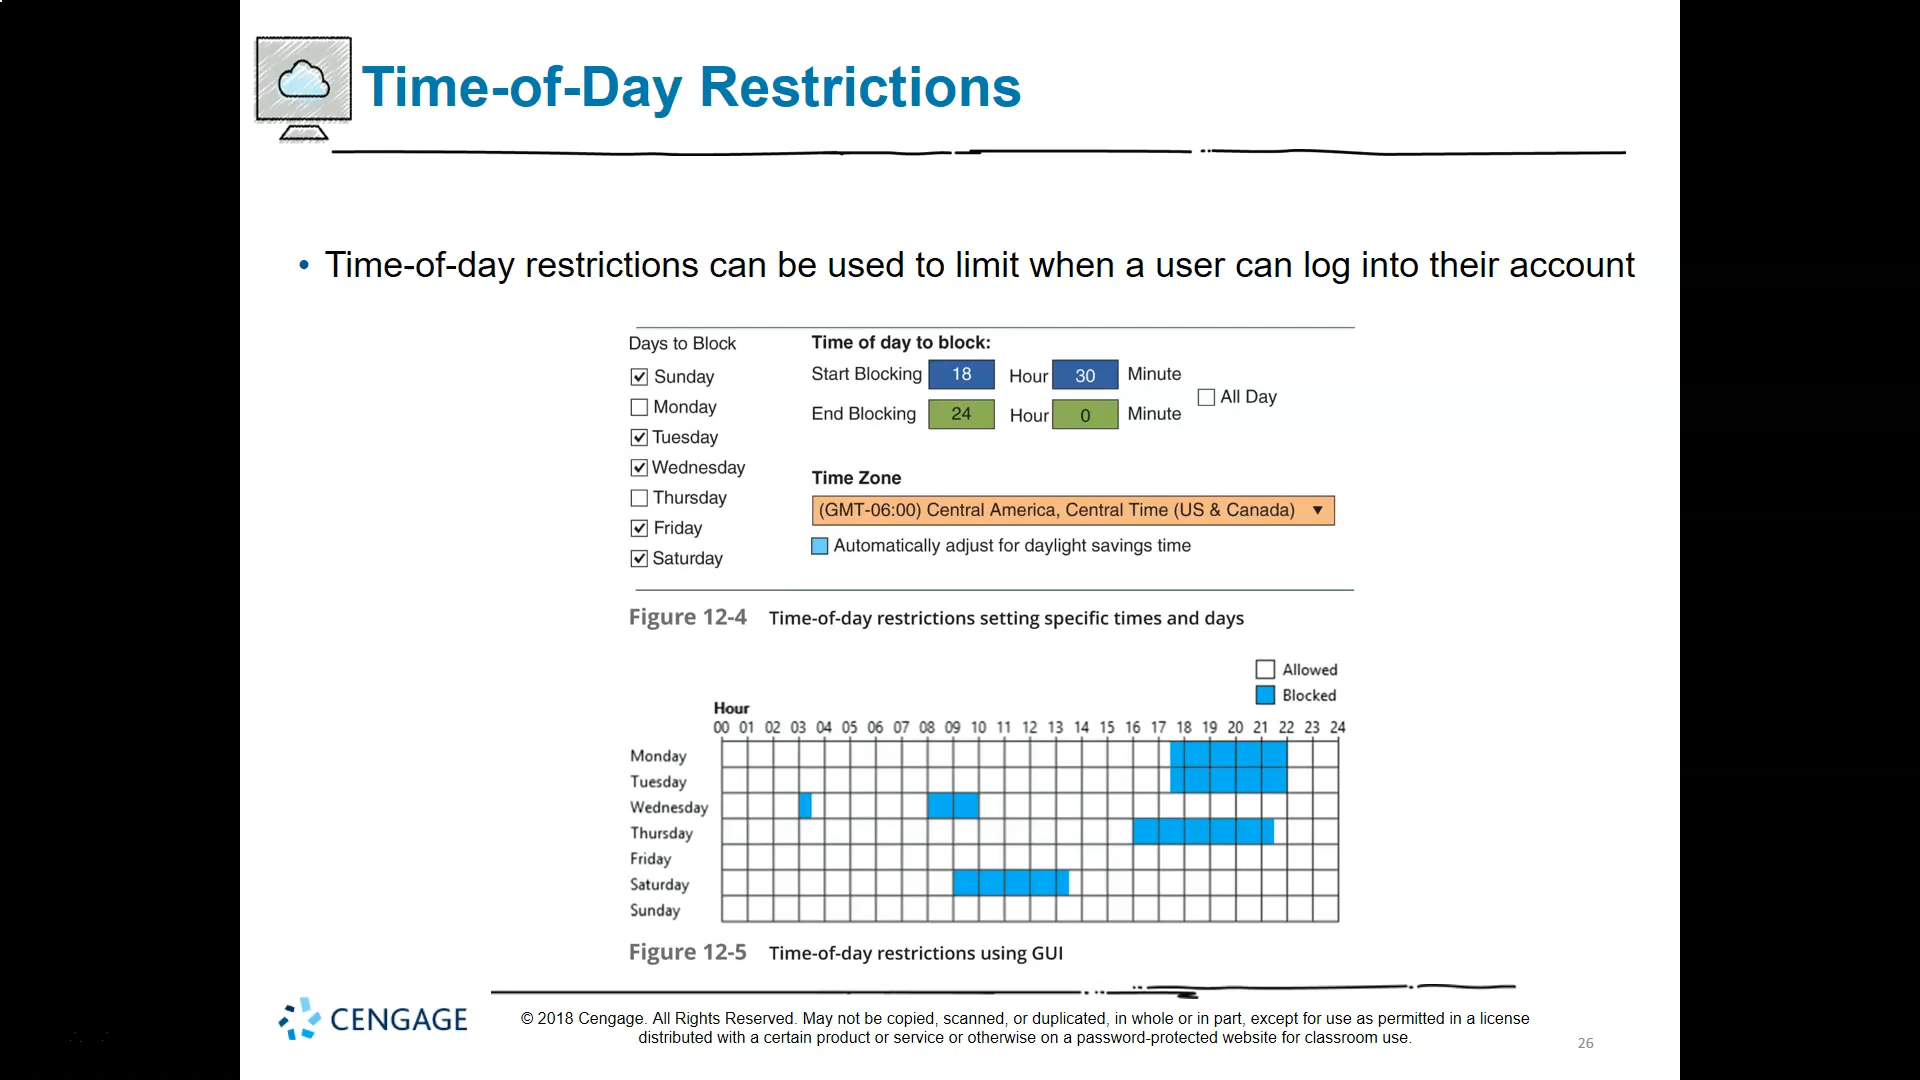 Time-of-Day Restrictions
• Time-of-day restrictions can be used to limit when a user can log into their account
Days to Block
Sunday
Monday
Tuesday
Wednesday
Thursday
Friday
Saturday
Time of day to block:
Start Blocking 18 Hour 30 Minute
End Blocking 24 Hour 0 Minute
All Day
Time Zone
(GMT-06:00) Central America, Central Time (US & Canada)
Automatically adjust for daylight savings time
Figure 12-4 Time-of-day restrictions setting specific times and days
Allowed
Blocked
Hour
00 01 02 03 04 05 06 07 08 09 10 11 12 13 14 15 16 17 18 19 20 21 22 23 24
Monday
Tuesday
Wednesday
Thursday
Friday
Saturday
Sunday
Figure 12-5 Time-of-day restrictions using GUI
CENGAGE
© 2018 Cengage. All Rights Reserved. May not be copied, scanned, or duplicated, in whole or in part, except for use as permitted in a license
distributed with a certain product or service or otherwise on a password-protected website for classroom use.
26